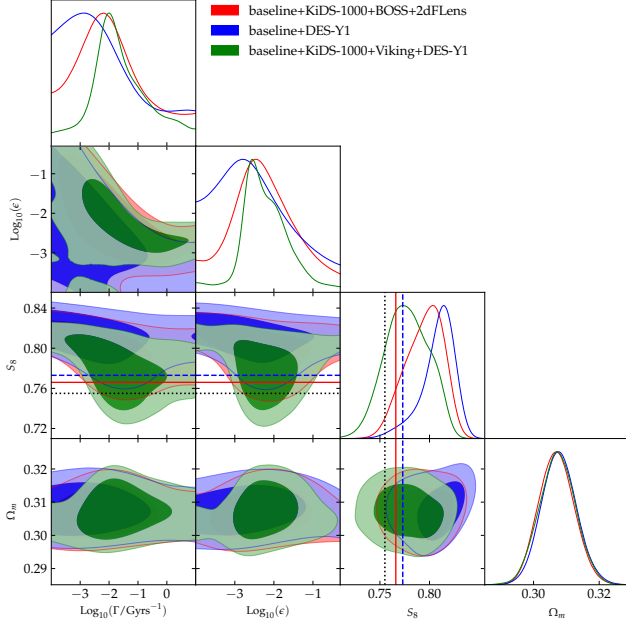 baseline+KiDS-1000+BOSS+2dFLens
baseline+DES-Y1
baseline+KiDS-1000+Viking+DES-Y1
Log₁₀(ϵ)
−1
−2
−3
S₈
0.84
0.80
0.76
0.72
Ωₘ
0.32
0.31
0.30
0.29
−3 −2 −1 0
−3 −2 −1
0.75 0.80
0.30 0.32
Log₁₀(Γ/Gyrs⁻¹)
Log₁₀(ϵ)
S₈
Ωₘ